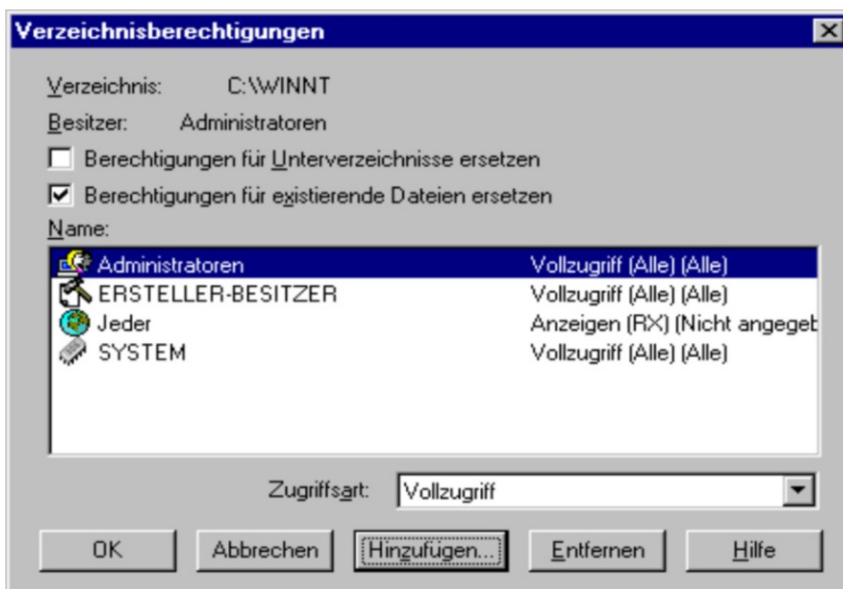 Verzeichnisberechtigungen
Verzeichnis: C:\WINNT
Besitzer: Administratoren
Berechtigungen für Unterverzeichnisse ersetzen
Berechtigungen für existierende Dateien ersetzen
Name:
Administratoren Vollzugriff (Alle) (Alle)
ERSTELLER-BESITZER Vollzugriff (Alle) (Alle)
Jeder Anzeigen (RX) (Nicht angegeb
SYSTEM Vollzugriff (Alle) (Alle)
Zugriffsart: Vollzugriff
OK Abbrechen Hinzufügen... Entfernen Hilfe